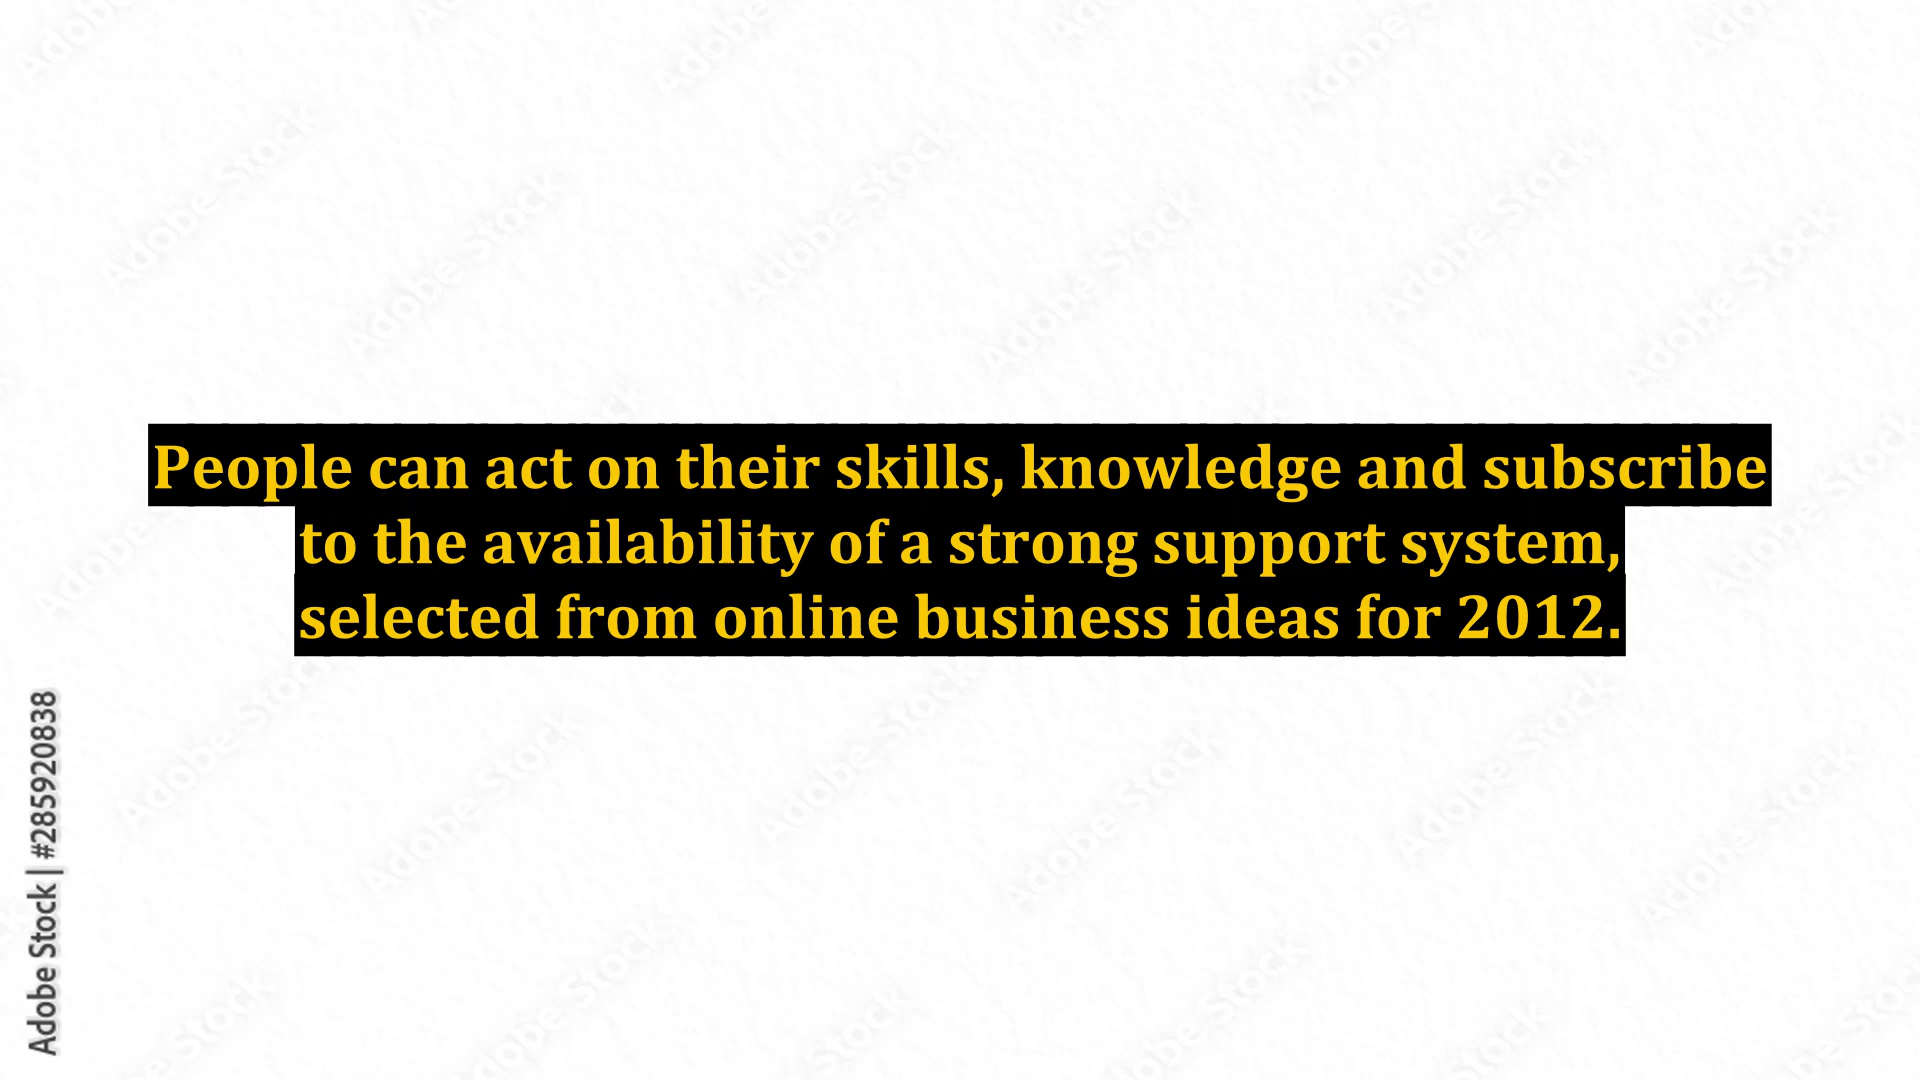 People can act on their skills, knowledge and subscribe
to the availability of a strong support system,
selected from online business ideas for 2012.
Adobe Stock | #285920838